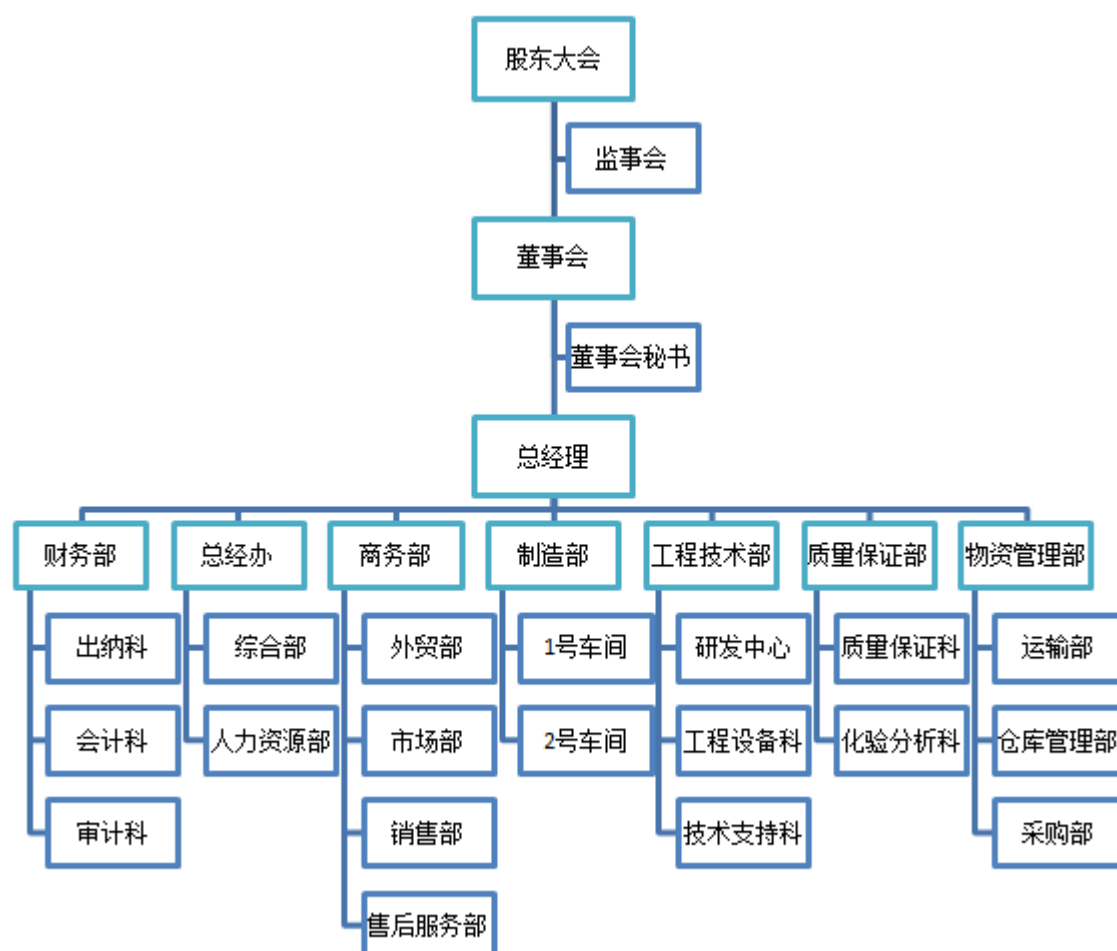 股东大会
监事会
董事会
董事会秘书
总经理
财务部
总经办
商务部
制造部
工程技术部
质量保证部
物资管理部
出纳科
综合部
外贸部
1号车间
研发中心
质量保证科
运输部
会计科
人力资源部
市场部
2号车间
工程设备科
化验分析科
仓库管理部
审计科
销售部
技术支持科
采购部
售后服务部